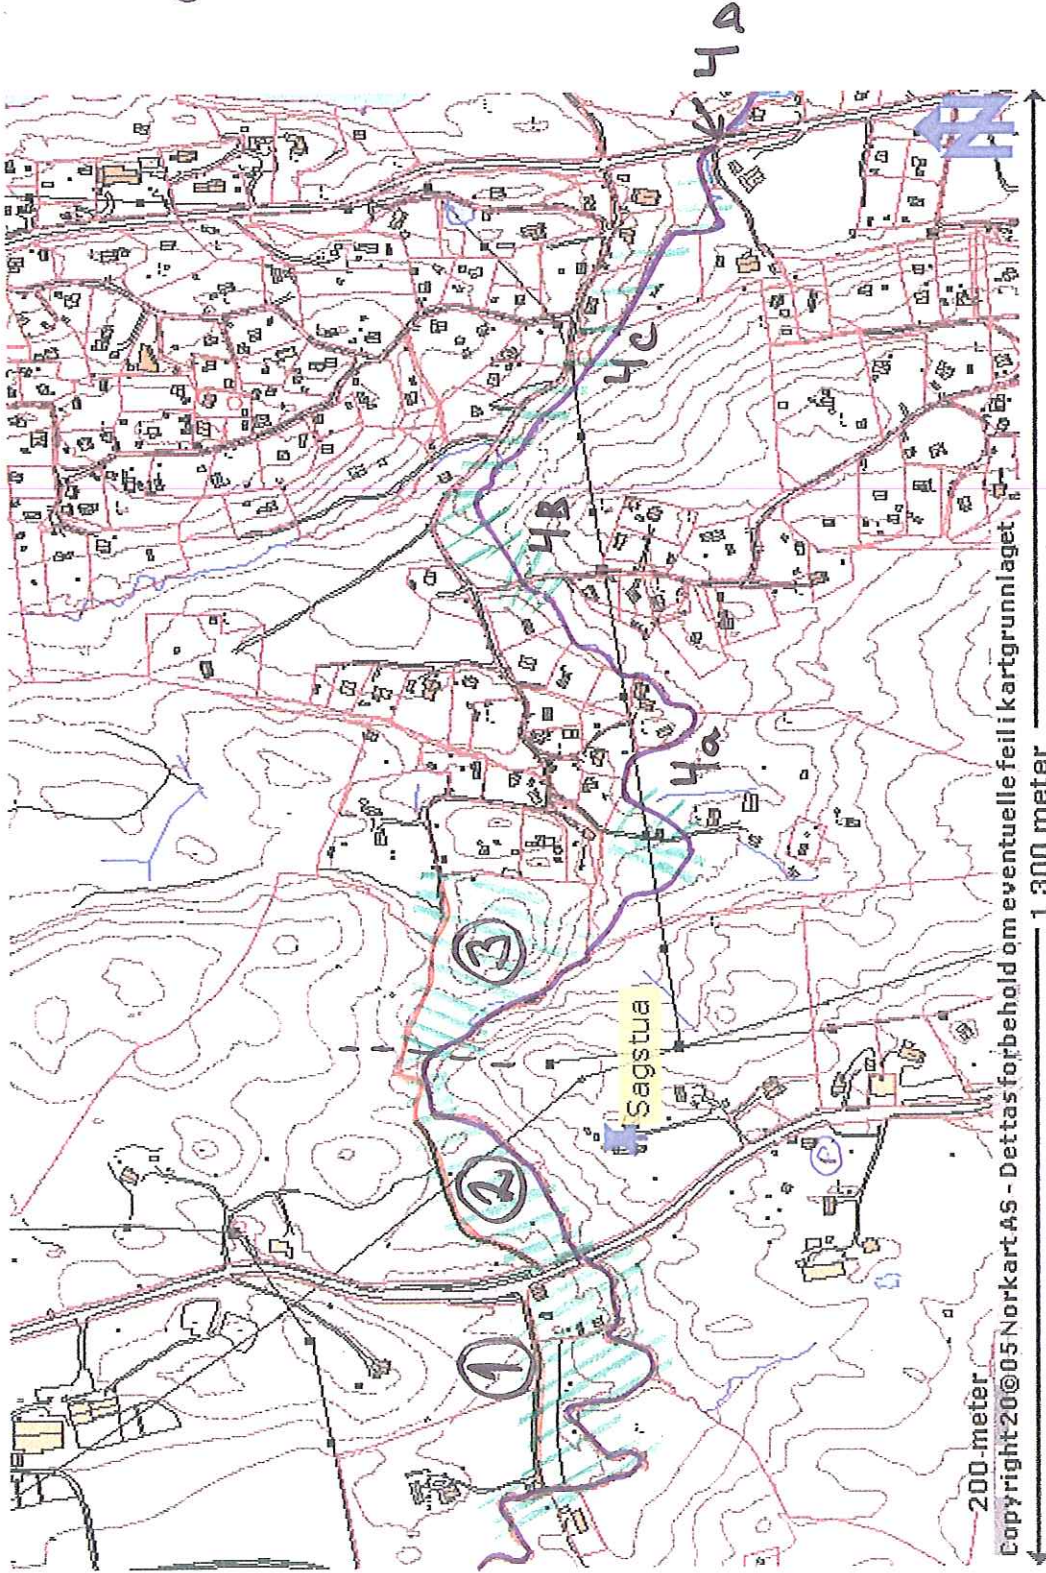 1
2
3
4a
4B
4C
4d
Sagstua
P
N
200-meter
Copyright 20©05 Norkart AS - Det tas forbehold om eventuelle feil i kartgrunnlaget
1 300 meter